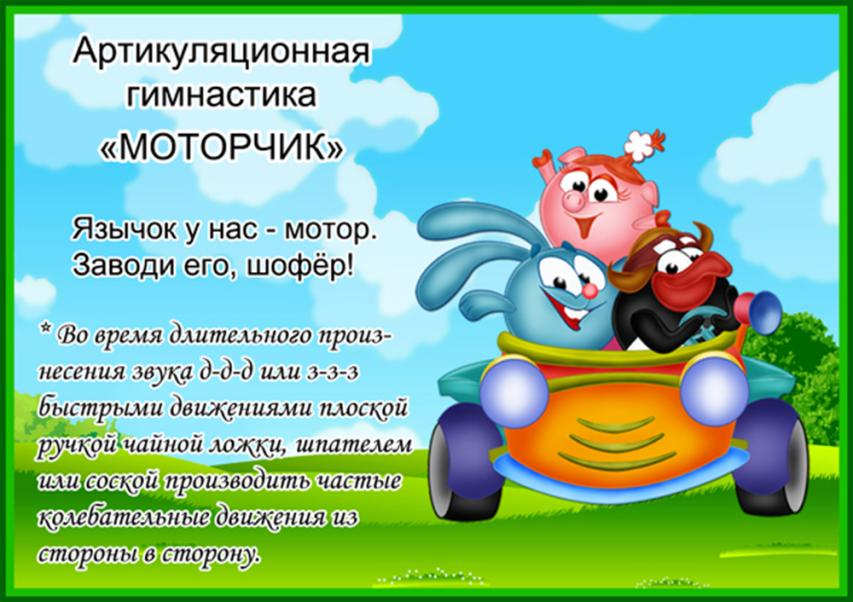 Артикуляционная
гимнастика
«МОТОРЧИК»
Язычок у нас - мотор.
Заводи его, шофёр!
* Во время длительного произ-
несения звука д-д-д или з-з-з
быстрыми движениями плоской
ручкой чайной ложки, шпателем
или соской производить частые
колебательные движения из
стороны в сторону.